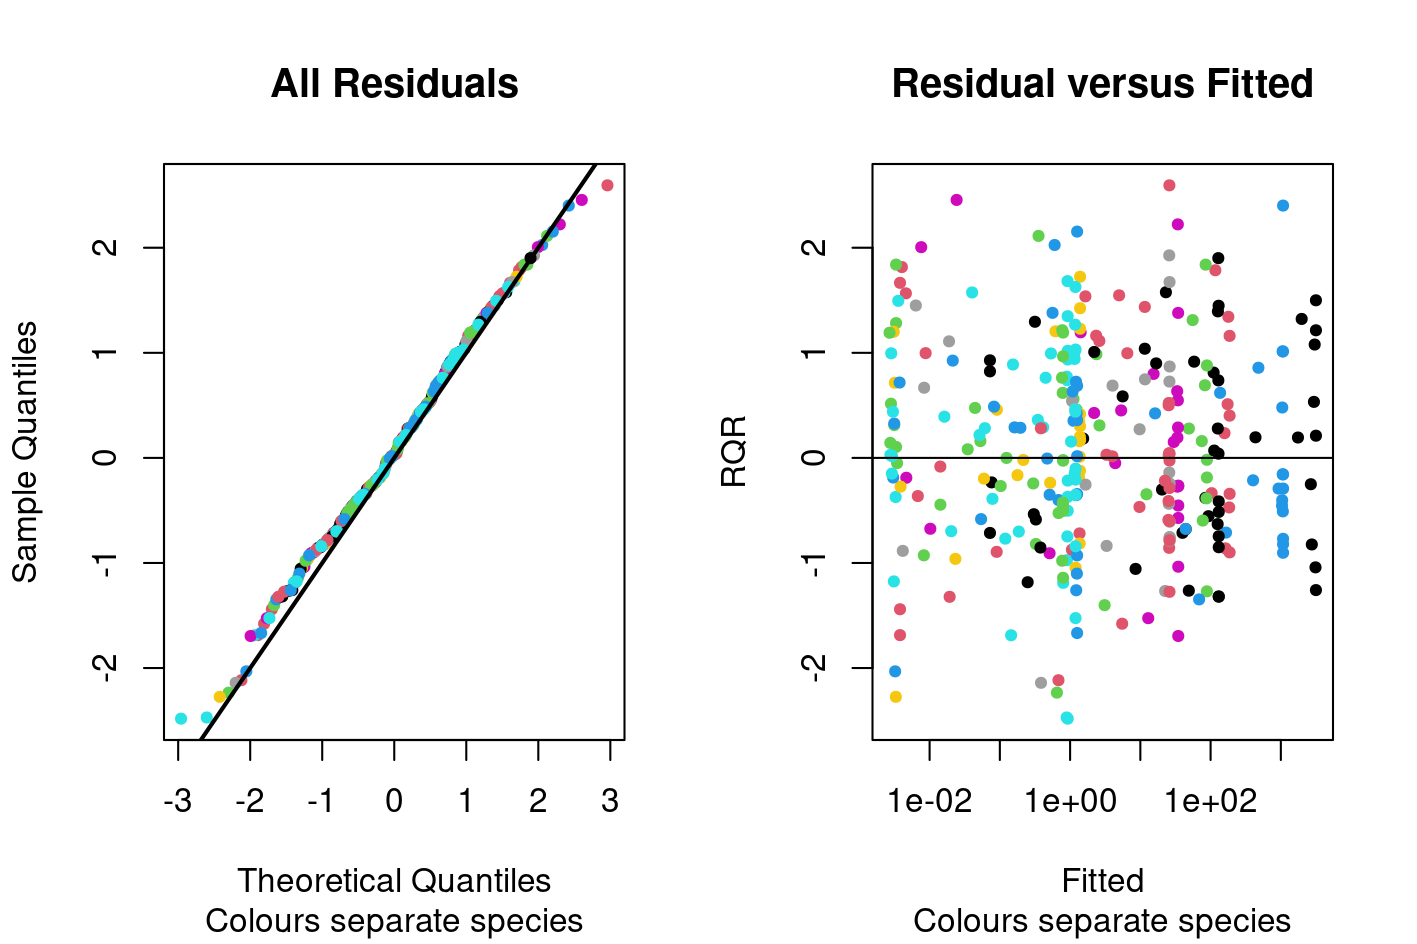 All Residuals
Sample Quantiles
2
1
0
-1
-2
-3 -2 -1 0 1 2 3
Theoretical Quantiles
Colours separate species
Residual versus Fitted
RQR
2
1
0
-1
-2
1e-02 1e+00 1e+02
Fitted
Colours separate species